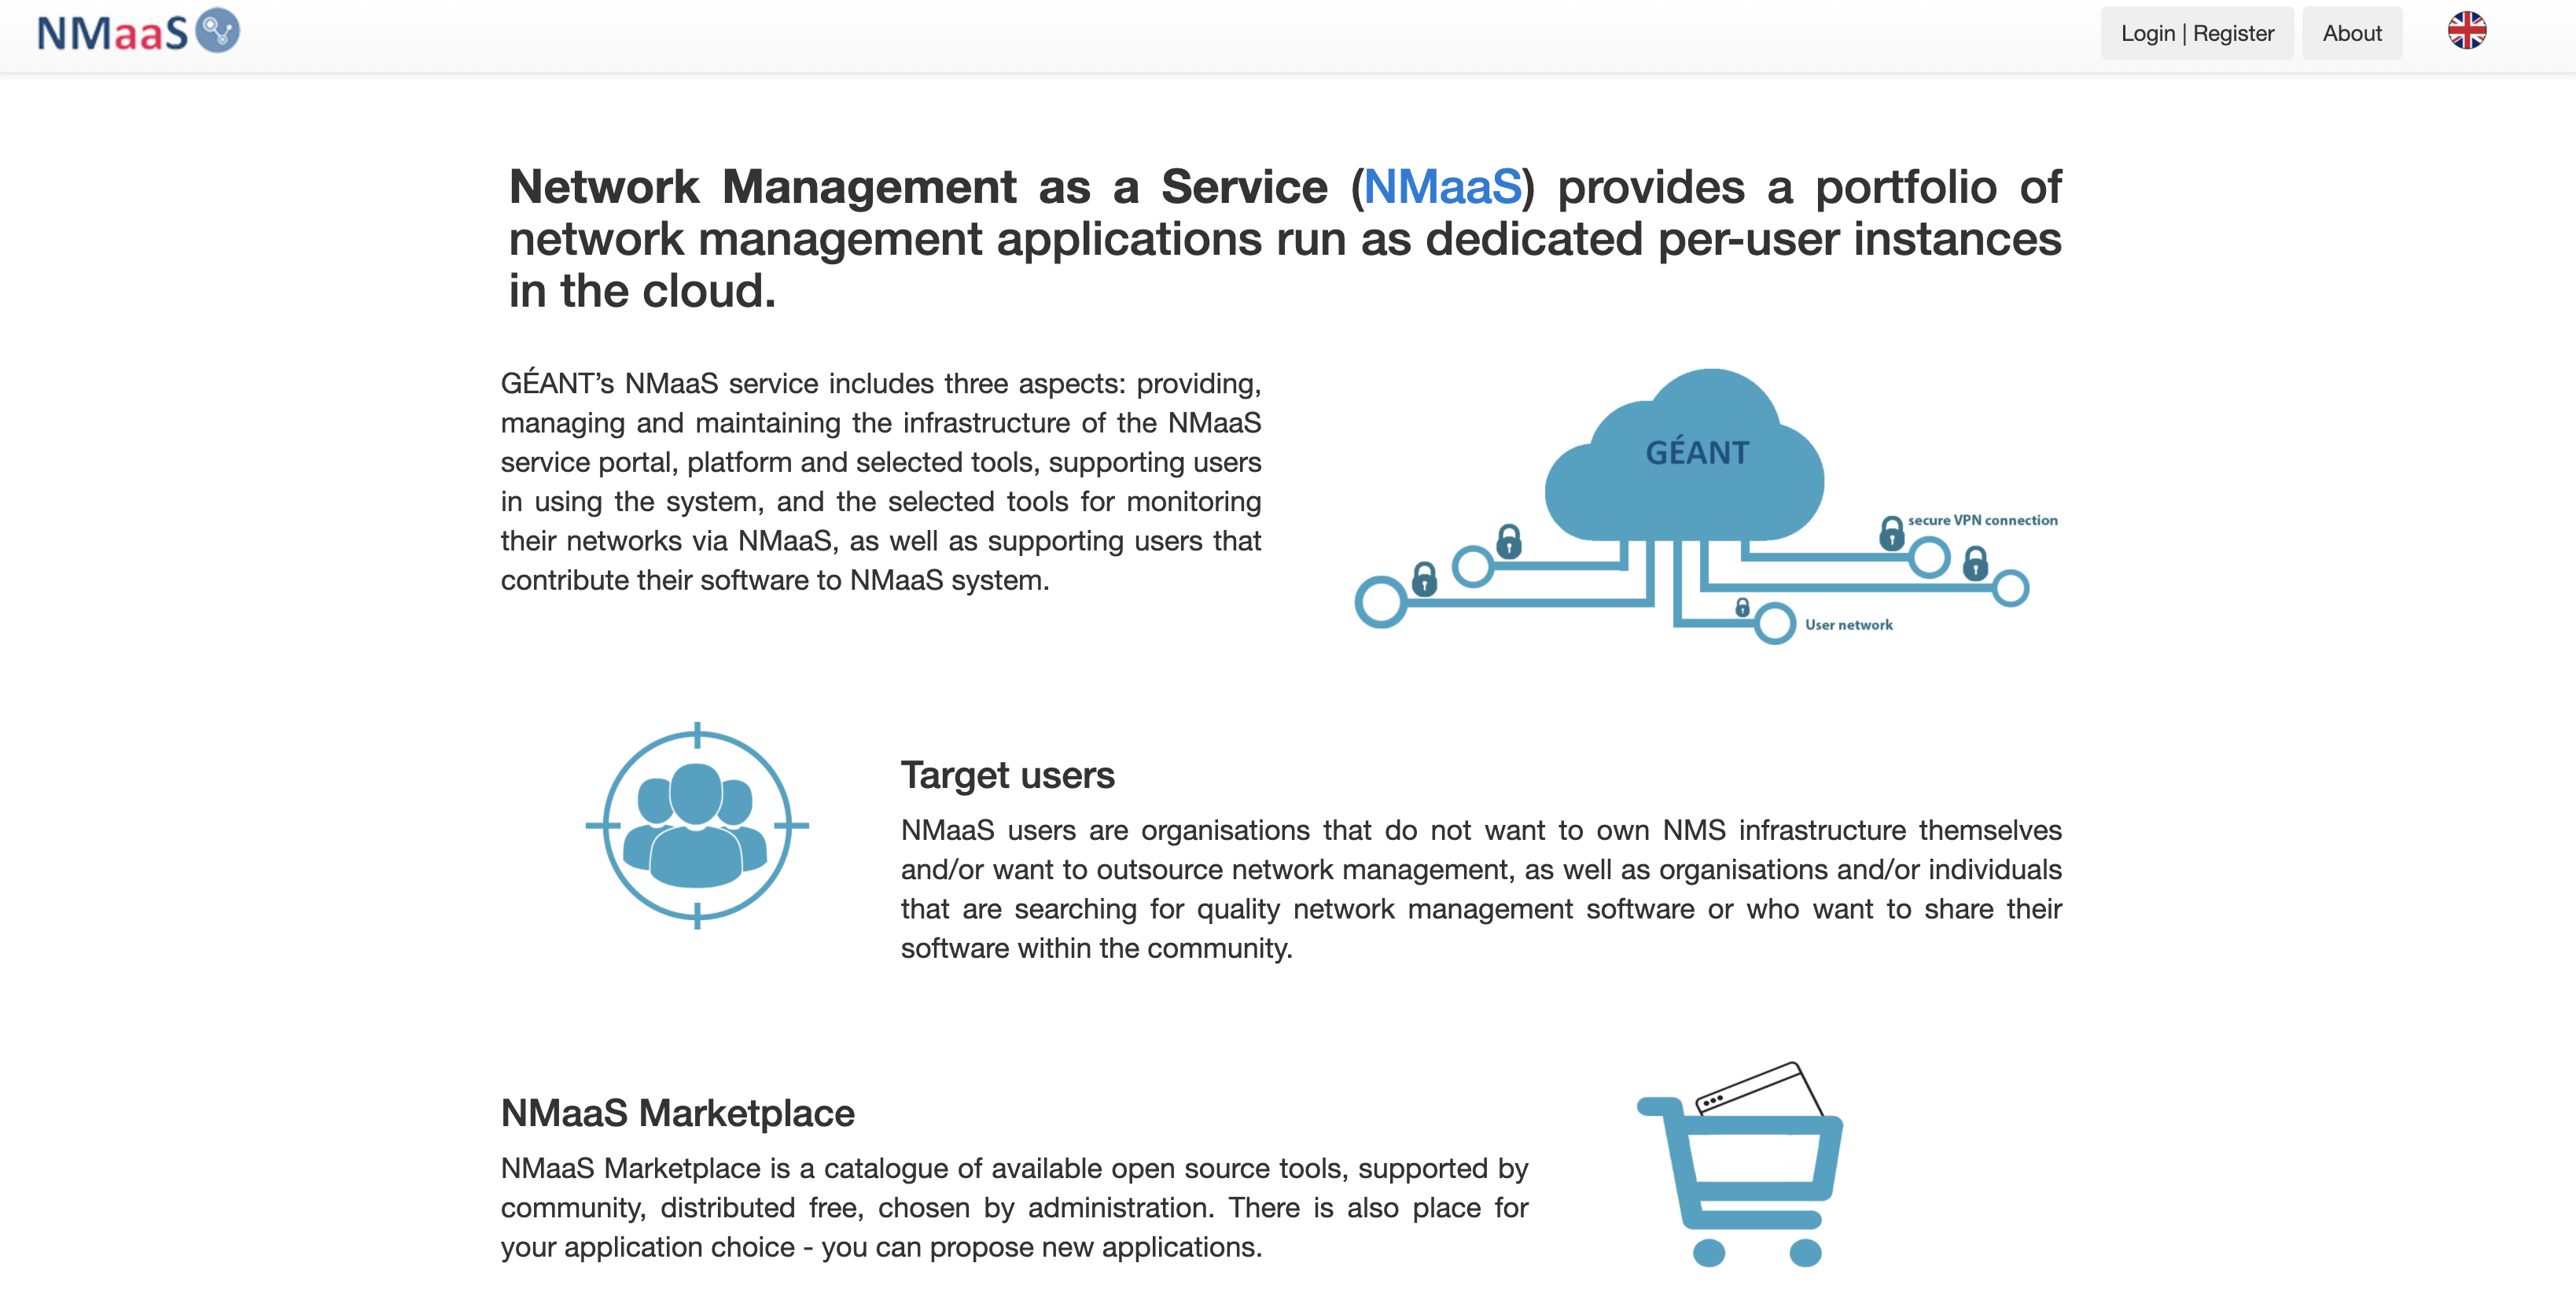 NMaaS
Login | Register
About
Network Management as a Service (NMaaS) provides a portfolio of
network management applications run as dedicated per-user instances
in the cloud.
GÉANT’s NMaaS service includes three aspects: providing,
managing and maintaining the infrastructure of the NMaaS
service portal, platform and selected tools, supporting users
in using the system, and the selected tools for monitoring
their networks via NMaaS, as well as supporting users that
contribute their software to NMaaS system.
GÉANT
secure VPN connection
User network
Target users
NMaaS users are organisations that do not want to own NMS infrastructure themselves
and/or want to outsource network management, as well as organisations and/or individuals
that are searching for quality network management software or who want to share their
software within the community.
NMaaS Marketplace
NMaaS Marketplace is a catalogue of available open source tools, supported by
community, distributed free, chosen by administration. There is also place for
your application choice - you can propose new applications.